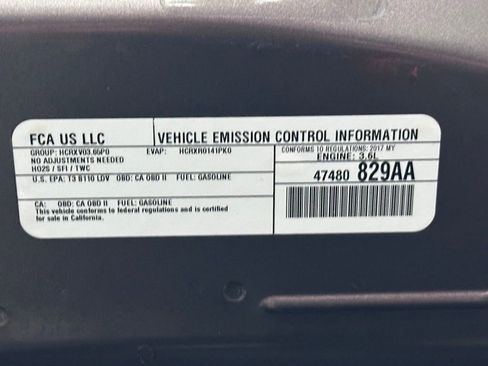 FCA US LLC
VEHICLE EMISSION CONTROL INFORMATION
GROUP: HCRXV03.65P0 EVAP: HCRXR0141PK0
NO ADJUSTMENTS NEEDED
HO2S / SFI / TWC
CONFORMS TO REGULATIONS: 2017 MY
ENGINE: 3.6L
U.S. EPA: T3 B110 LDV OBD: CA OBD II FUEL: GASOLINE
47480 829AA
CA: OBD: CA OBD II FUEL: GASOLINE
This vehicle conforms to federal regulations and is certified
for sale in California.